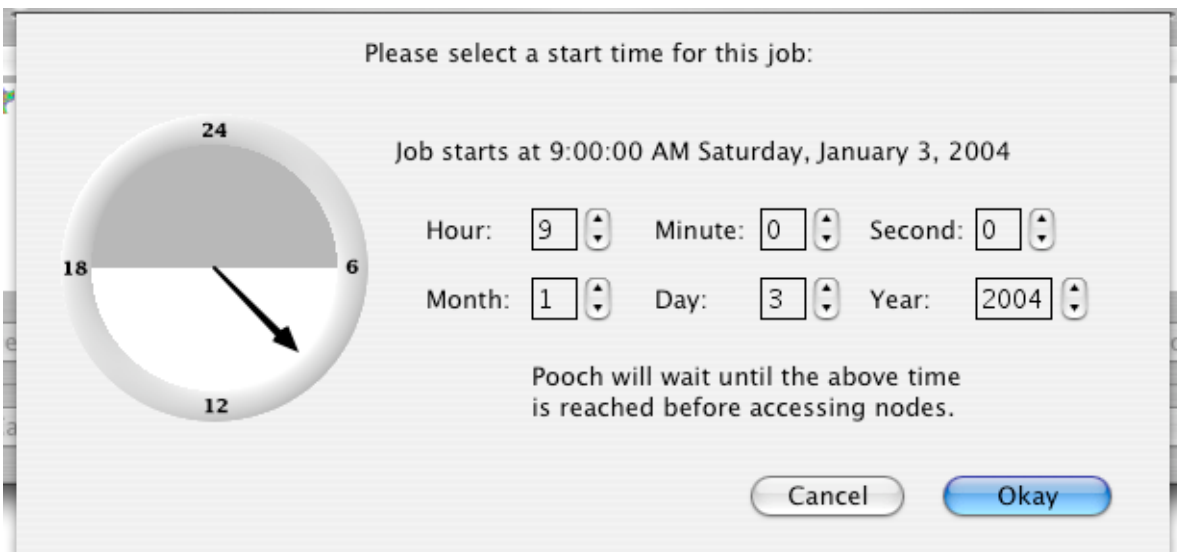 Please select a start time for this job:
24
18
6
12
Job starts at 9:00:00 AM Saturday, January 3, 2004
Hour: 9 Minute: 0 Second: 0
Month: 1 Day: 3 Year: 2004
Pooch will wait until the above time
is reached before accessing nodes.
Cancel Okay